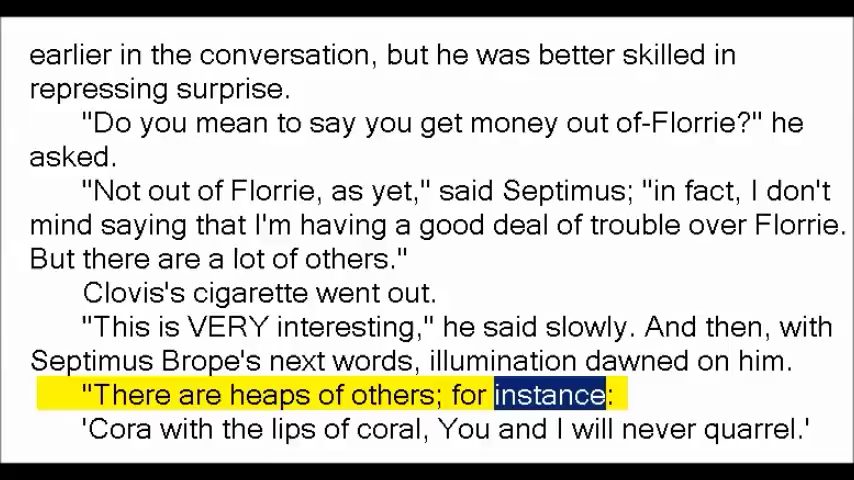 earlier in the conversation, but he was better skilled in
repressing surprise.
"Do you mean to say you get money out of-Florrie?" he
asked.
"Not out of Florrie, as yet," said Septimus; "in fact, I don't
mind saying that I'm having a good deal of trouble over Florrie.
But there are a lot of others."
Clovis's cigarette went out.
"This is VERY interesting," he said slowly. And then, with
Septimus Brope's next words, illumination dawned on him.
"There are heaps of others; for instance:
'Cora with the lips of coral, You and I will never quarrel.'